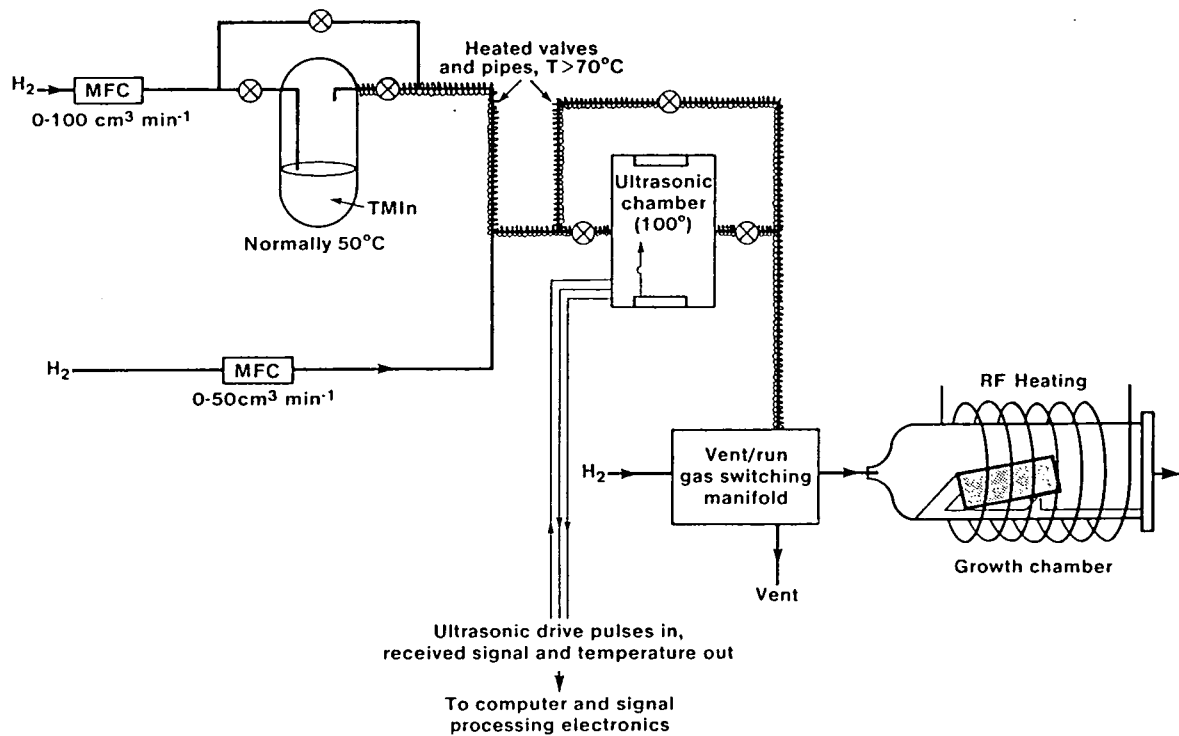 Heated valves
and pipes, T>70°C
H₂
MFC
0-100 cm³ min⁻¹
TMIn
Normally 50°C
Ultrasonic
chamber
(100°)
H₂
MFC
0-50cm³ min⁻¹
RF Heating
H₂
Vent/run
gas switching
manifold
Growth chamber
Vent
Ultrasonic drive pulses in,
received signal and temperature out
To computer and signal
processing electronics